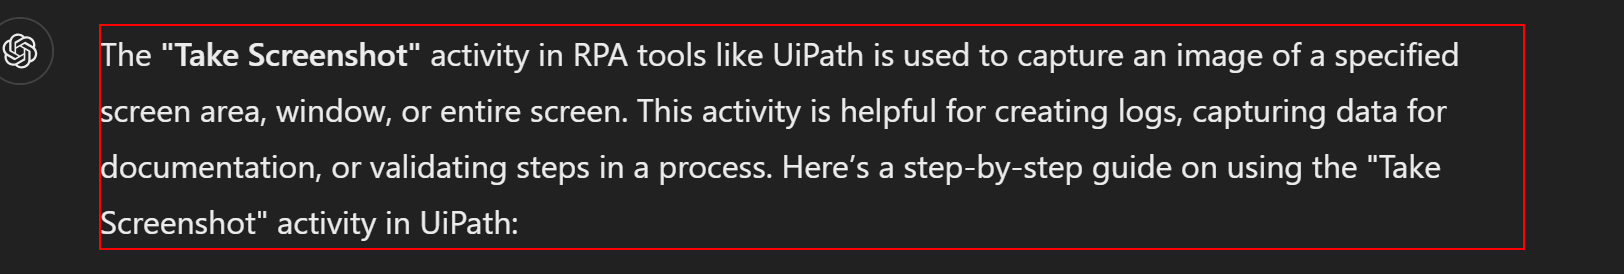 The "Take Screenshot" activity in RPA tools like UiPath is used to capture an image of a specified
screen area, window, or entire screen. This activity is helpful for creating logs, capturing data for
documentation, or validating steps in a process. Here’s a step-by-step guide on using the "Take
Screenshot" activity in UiPath: